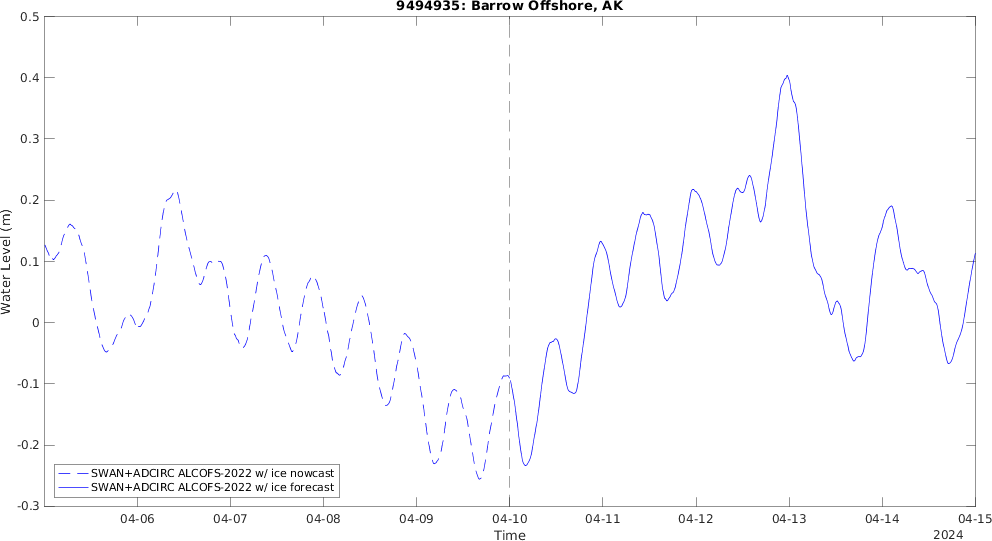 9494935: Barrow Offshore, AK
0.5
0.4
0.3
0.2
0.1
0
-0.1
-0.2
-0.3
Water Level (m)
SWAN+ADCIRC ALCOFS-2022 w/ ice nowcast
SWAN+ADCIRC ALCOFS-2022 w/ ice forecast
04-06 04-07 04-08 04-09 04-10 04-11 04-12 04-13 04-14 04-15
Time
2024